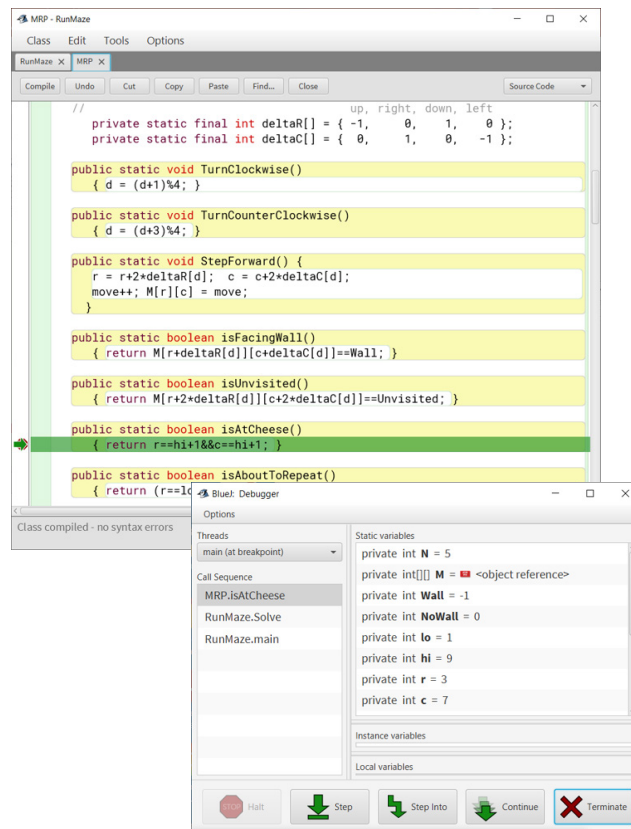 MRP - RunMaze
Class Edit Tools Options
RunMaze X MRP X
Compile Undo Cut Copy Paste Find... Close Source Code
// up, right, down, left
private static final int deltaR[] = { -1, 0, 1, 0 };
private static final int deltaC[] = { 0, 1, 0, -1 };
public static void TurnClockwise()
{ d = (d+1)%4; }
public static void TurnCounterClockwise()
{ d = (d+3)%4; }
public static void StepForward() {
r = r+2*deltaR[d]; c = c+2*deltaC[d];
move++; M[r][c] = move;
}
public static boolean isFacingWall()
{ return M[r+deltaR[d]][c+deltaC[d]]==Wall; }
public static boolean isUnvisited()
{ return M[r+2*deltaR[d]][c+2*deltaC[d]]==Unvisited; }
public static boolean isAtCheese()
{ return r==hi+1&&c==hi+1; }
public static boolean isAboutToRepeat()
{ return (r==lo
Class compiled - no syntax errors
BlueJ: Debugger
Options
Threads
main (at breakpoint)
Call Sequence
MRP.isAtCheese
RunMaze.Solve
RunMaze.main
Static variables
private int N = 5
private int[][] M = <object reference>
private int Wall = -1
private int NoWall = 0
private int lo = 1
private int hi = 9
private int r = 3
private int c = 7
Instance variables
Local variables
STOP Halt Step Step Into Continue Terminate